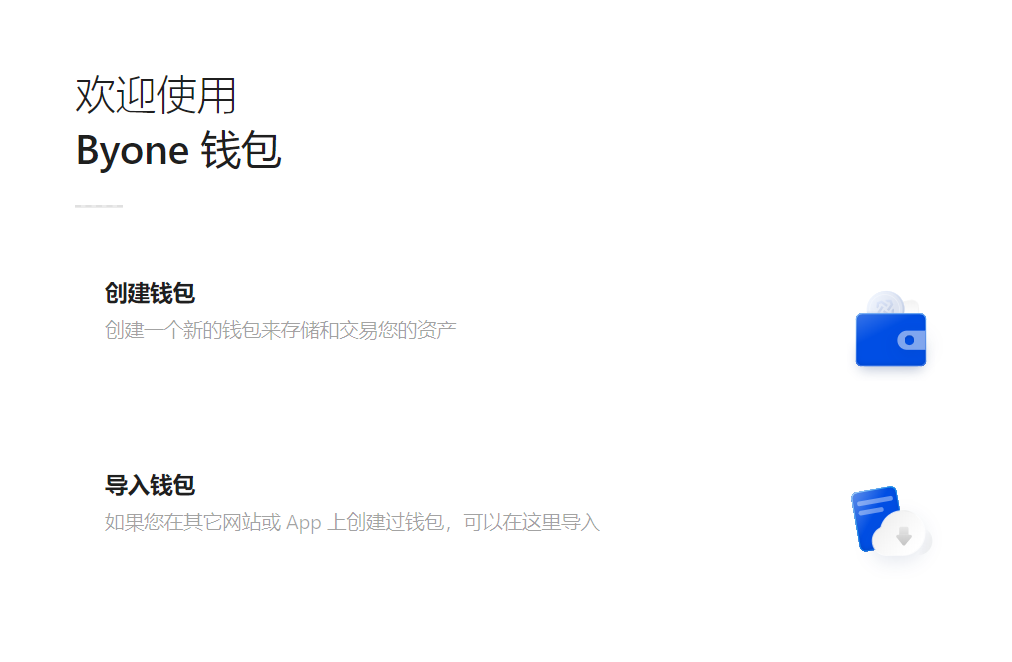 欢迎使用
Byone 钱包
创建钱包
创建一个新的钱包来存储和交易您的资产
导入钱包
如果您在其它网站或 App 上创建过钱包，可以在这里导入